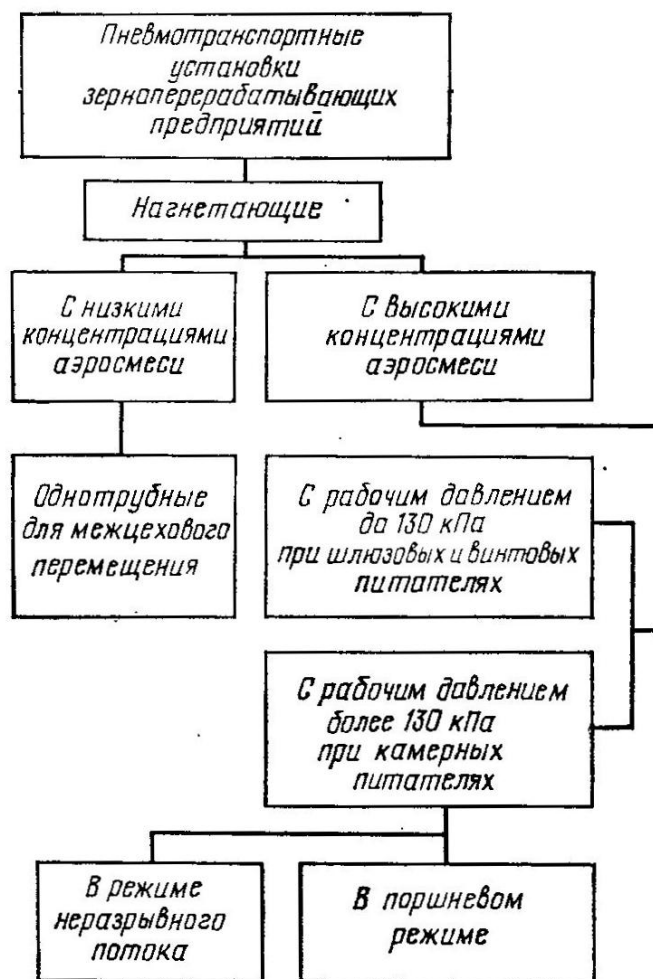 Пневмотранспортные
установки
зерноперерабатывающих
предприятий
Нагнетающие
С низкими
концентрациями
аэросмеси
С высокими
концентрациями
аэросмеси
Однотрубные
для межцехового
перемещения
С рабочим давлением
до 130 кПа
при шлюзовых и винтовых
питателях
С рабочим давлением
более 130 кПа
при камерных
питателях
В режиме
неразрывного
потока
В поршневом
режиме